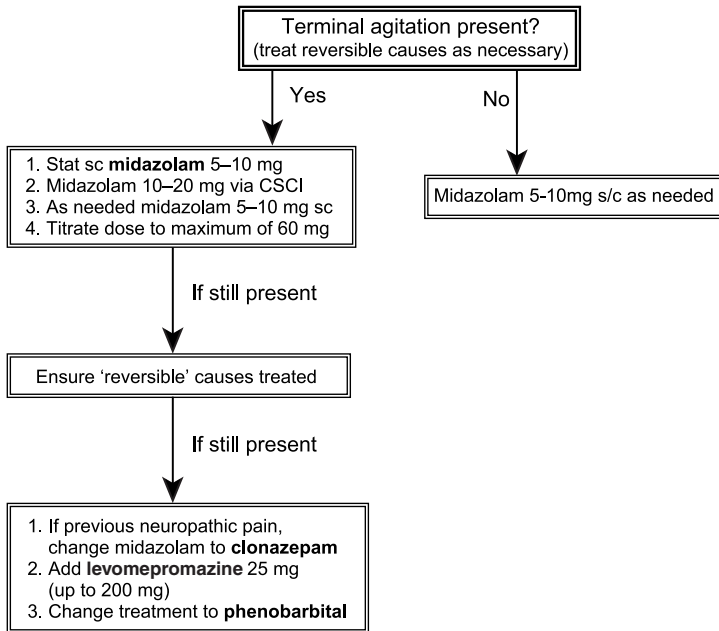 Terminal agitation present?
(treat reversible causes as necessary)
Yes
No
1. Stat sc midazolam 5–10 mg
2. Midazolam 10–20 mg via CSCI
3. As needed midazolam 5–10 mg sc
4. Titrate dose to maximum of 60 mg
Midazolam 5-10mg s/c as needed
If still present
Ensure ‘reversible’ causes treated
If still present
1. If previous neuropathic pain,
change midazolam to clonazepam
2. Add levomepromazine 25 mg
(up to 200 mg)
3. Change treatment to phenobarbital